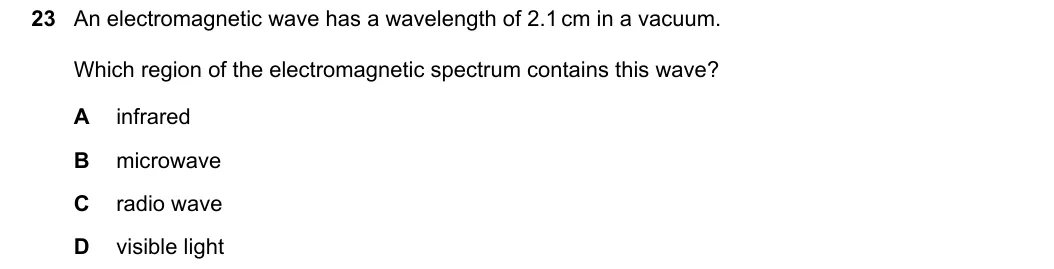 23 An electromagnetic wave has a wavelength of 2.1 cm in a vacuum.
Which region of the electromagnetic spectrum contains this wave?
A infrared
B microwave
C radio wave
D visible light